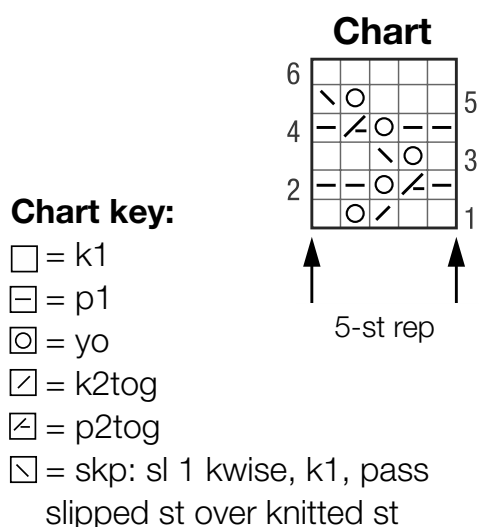 Chart
6
5
4
3
2
1
5-st rep
Chart key:
= k1
= p1
= yo
= k2tog
= p2tog
= skp: sl 1 kwise, k1, pass
slipped st over knitted st